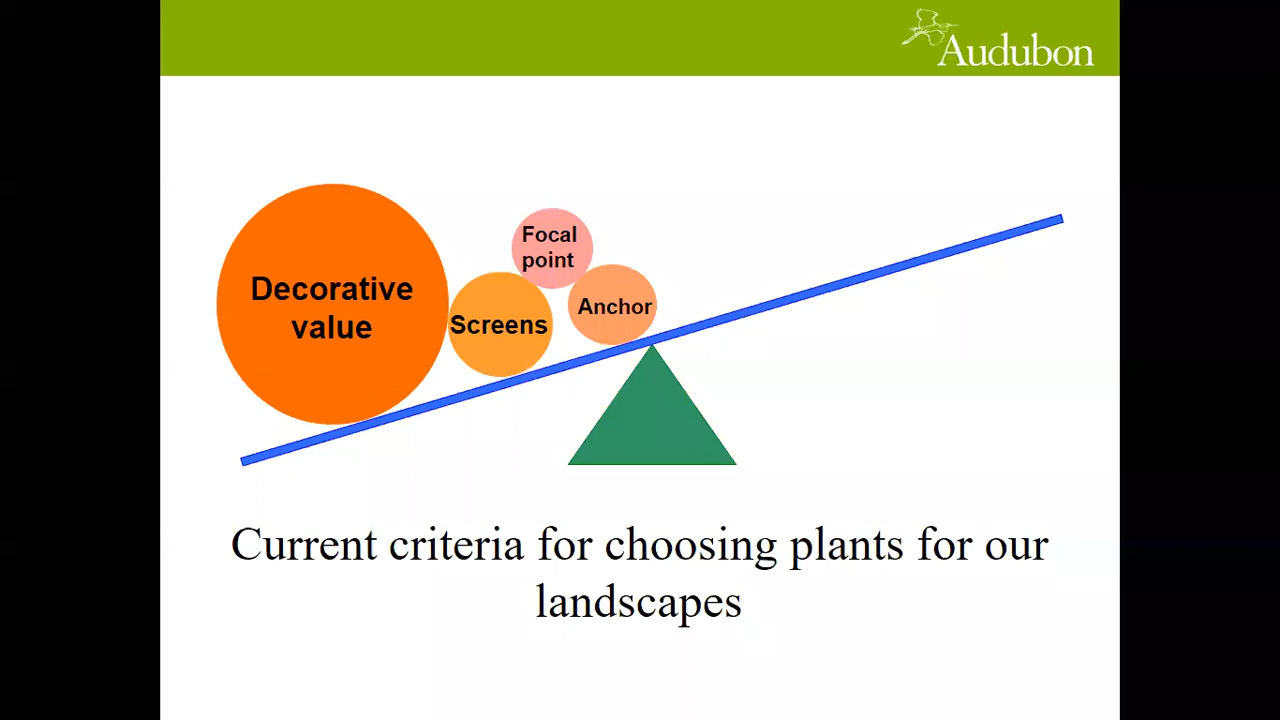 Audubon
Focal
point
Decorative
value
Screens
Anchor
Current criteria for choosing plants for our
landscapes